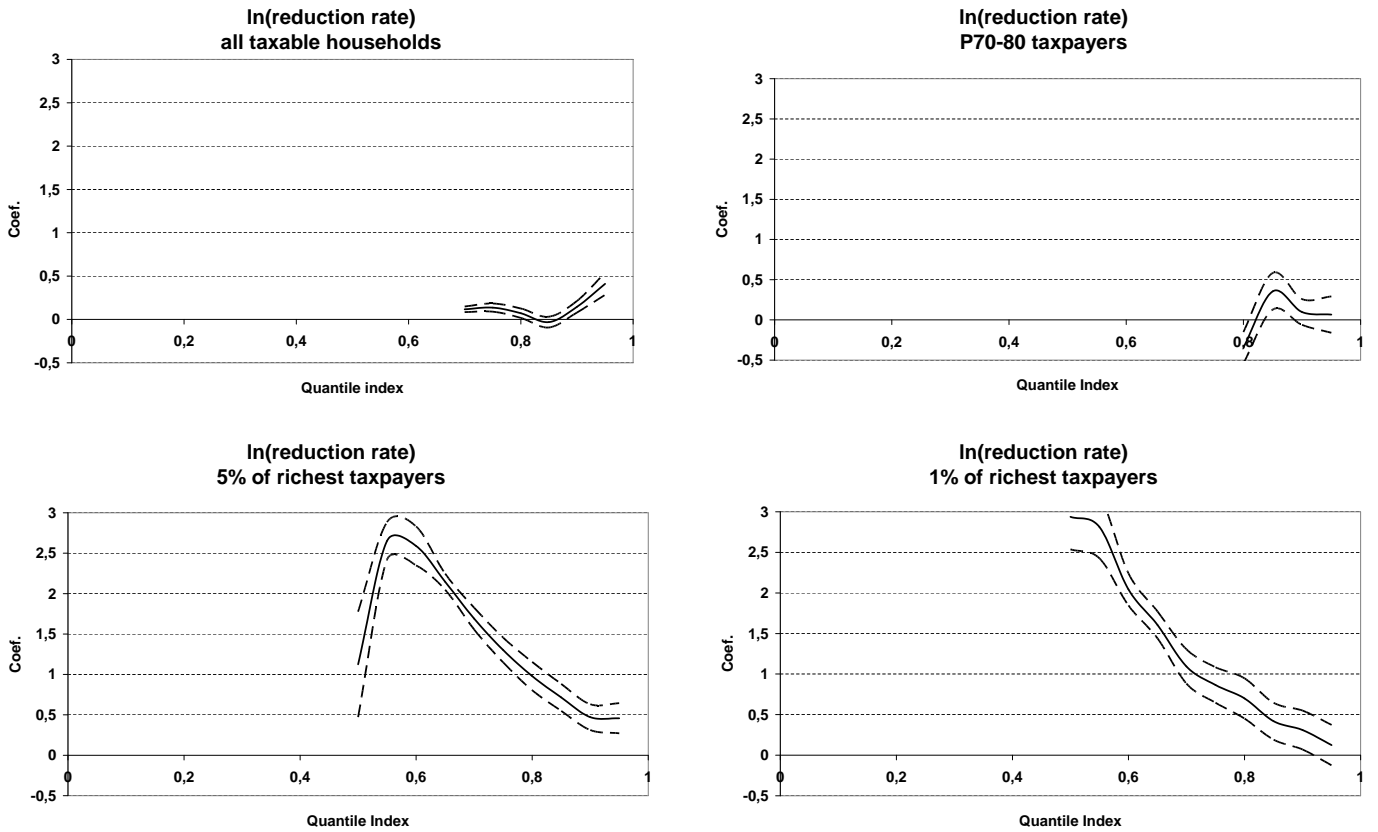 ln(reduction rate)
all taxable households
3
2,5
2
1,5
1
0,5
0
-0,5
Coef.
0 0,2 0,4 0,6 0,8 1
Quantile index
ln(reduction rate)
P70-80 taxpayers
3
2,5
2
1,5
1
0,5
0
-0,5
Coef.
0 0,2 0,4 0,6 0,8 1
Quantile Index
ln(reduction rate)
5% of richest taxpayers
3
2,5
2
1,5
1
0,5
0
-0,5
Coef.
0 0,2 0,4 0,6 0,8 1
Quantile Index
ln(reduction rate)
1% of richest taxpayers
3
2,5
2
1,5
1
0,5
0
-0,5
Coef.
0 0,2 0,4 0,6 0,8 1
Quantile Index